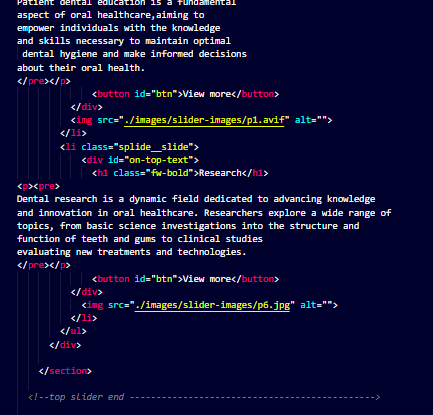 Patient dental education is a fundamental
aspect of oral healthcare,aiming to
empower individuals with the knowledge
and skills necessary to maintain optimal
 dental hygiene and make informed decisions
about their oral health.
</pre></p>
<button id="btn">View more</button>
</div>
<img src="./images/slider-images/p1.avif" alt="">
</li>
<li class="splide__slide">
<div id="on-top-text">
<h1 class="fw-bold">Research</h1>
<p><pre>
Dental research is a dynamic field dedicated to advancing knowledge
and innovation in oral healthcare. Researchers explore a wide range of
topics, from basic science investigations into the structure and
function of teeth and gums to clinical studies
evaluating new treatments and technologies.
</pre></p>
<button id="btn">View more</button>
</div>
<img src="./images/slider-images/p6.jpg" alt="">
</li>
</ul>
</div>
</section>
<!--top slider end ---------------------------------------------->